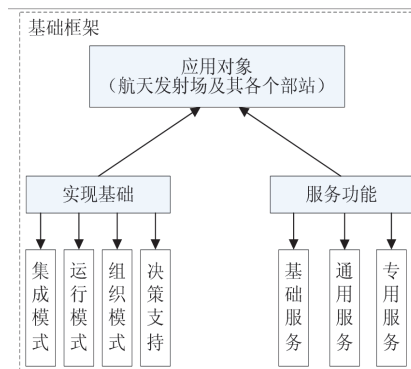 基础框架
应用对象
（航天发射场及其各个部站）
实现基础
服务功能
集成模式
运行模式
组织模式
决策支持
基础服务
通用服务
专用服务